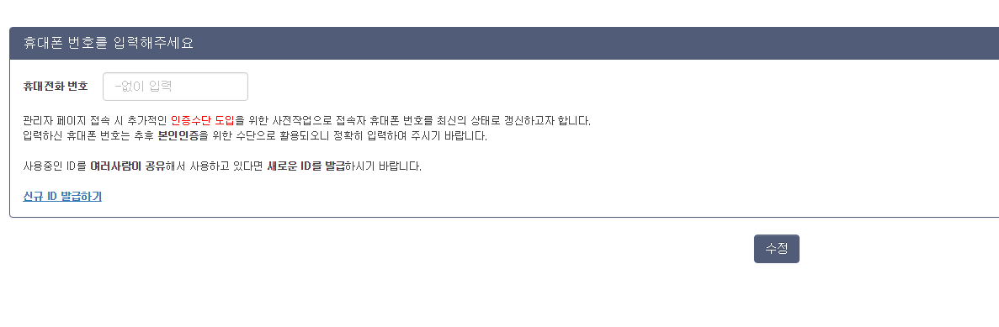 휴대폰 번호를 입력해주세요
휴대전화 번호 -없이 입력
관리자 페이지 접속 시 추가적인 인증수단 도입을 위한 사전작업으로 접속자 휴대폰 번호를 최신의 상태로 갱신하고자 합니다.
입력하신 휴대폰 번호는 추후 본인인증을 위한 수단으로 활용되오니 정확히 입력하여 주시기 바랍니다.
사용중인 ID를 여러사람이 공유해서 사용하고 있다면 새로운 ID를 발급하시기 바랍니다.
신규 ID 발급하기
수정